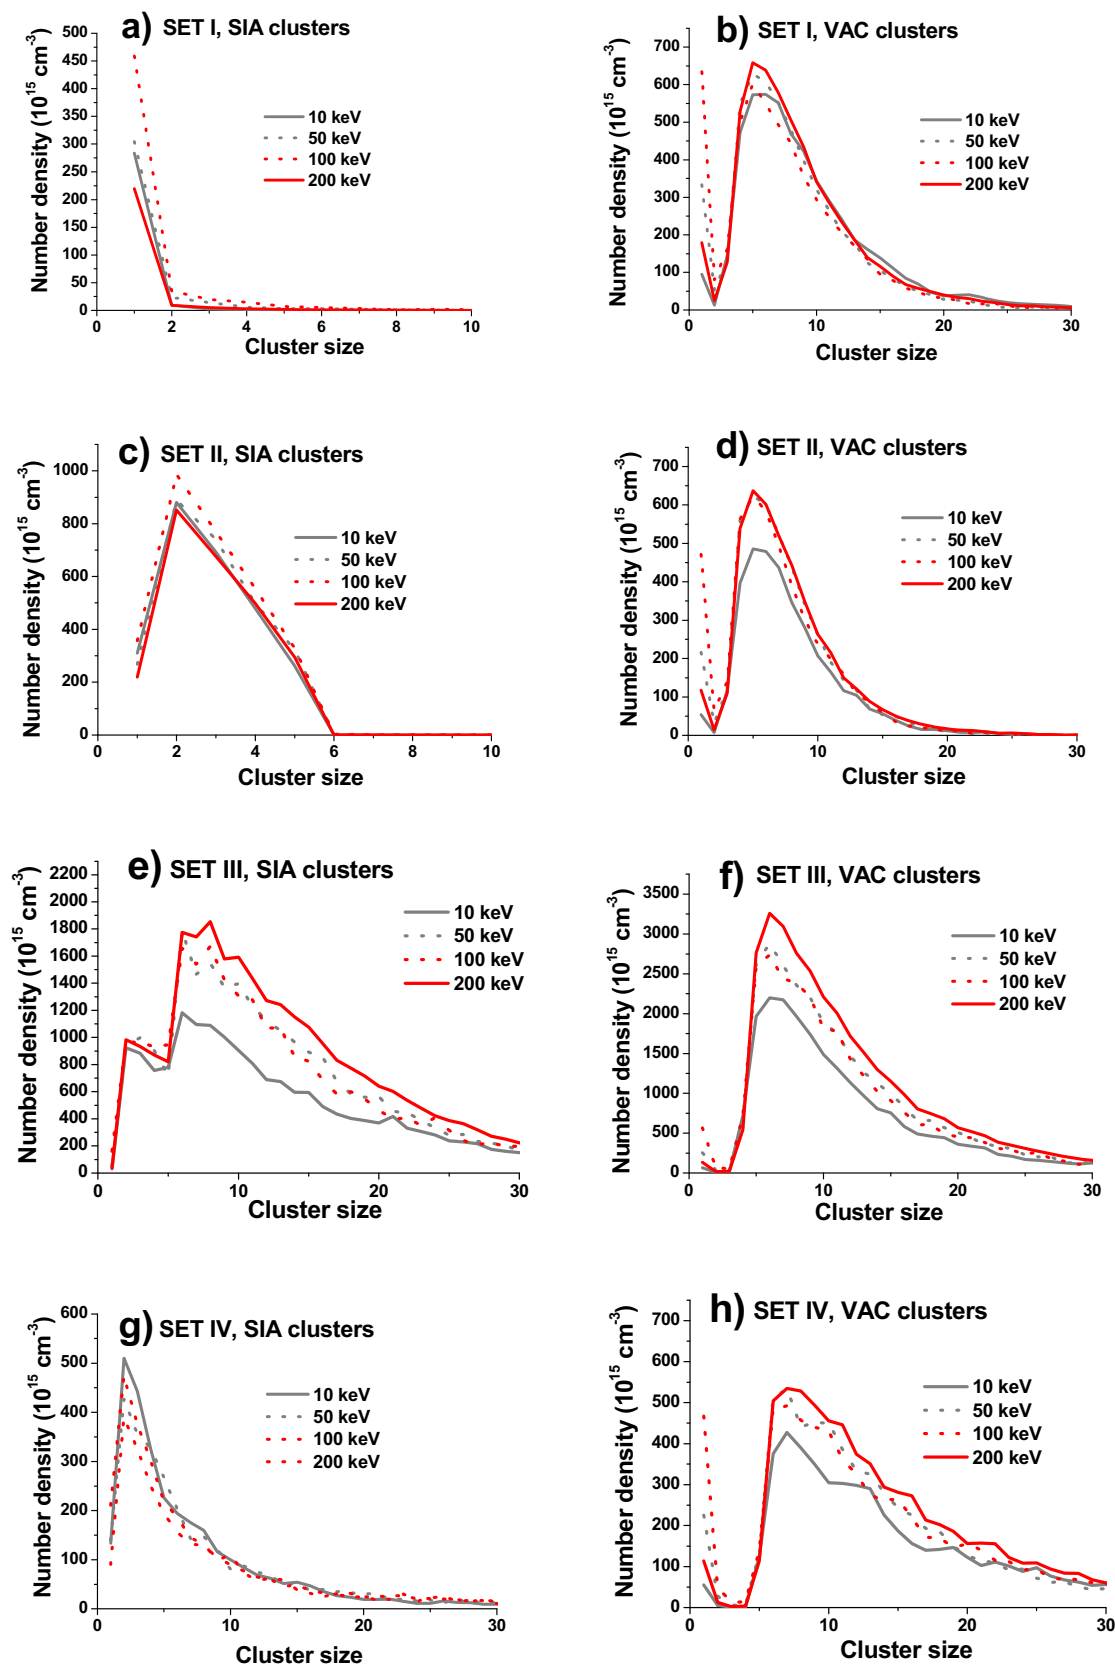 a) SET I, SIA clusters
500
450
400
350
300
250
200
150
100
50
0
0 2 4 6 8 10
Number density (10^15 cm^-3)
Cluster size
10 keV
50 keV
100 keV
200 keV
b) SET I, VAC clusters
700
600
500
400
300
200
100
0
0 10 20 30
Number density (10^15 cm^-3)
Cluster size
10 keV
50 keV
100 keV
200 keV
c) SET II, SIA clusters
1000
800
600
400
200
0
0 2 4 6 8 10
Number density (10^15 cm^-3)
Cluster size
10 keV
50 keV
100 keV
200 keV
d) SET II, VAC clusters
700
600
500
400
300
200
100
0
0 10 20 30
Number density (10^15 cm^-3)
Cluster size
10 keV
50 keV
100 keV
200 keV
e) SET III, SIA clusters
2200
2000
1800
1600
1400
1200
1000
800
600
400
200
0
0 10 20 30
Number density (10^15 cm^-3)
Cluster size
10 keV
50 keV
100 keV
200 keV
f) SET III, VAC clusters
3500
3000
2500
2000
1500
1000
500
0
0 10 20 30
Number density (10^15 cm^-3)
Cluster size
10 keV
50 keV
100 keV
200 keV
g) SET IV, SIA clusters
600
500
400
300
200
100
0
0 10 20 30
Number density (10^15 cm^-3)
Cluster size
10 keV
50 keV
100 keV
200 keV
h) SET IV, VAC clusters
700
600
500
400
300
200
100
0
0 10 20 30
Number density (10^15 cm^-3)
Cluster size
10 keV
50 keV
100 keV
200 keV